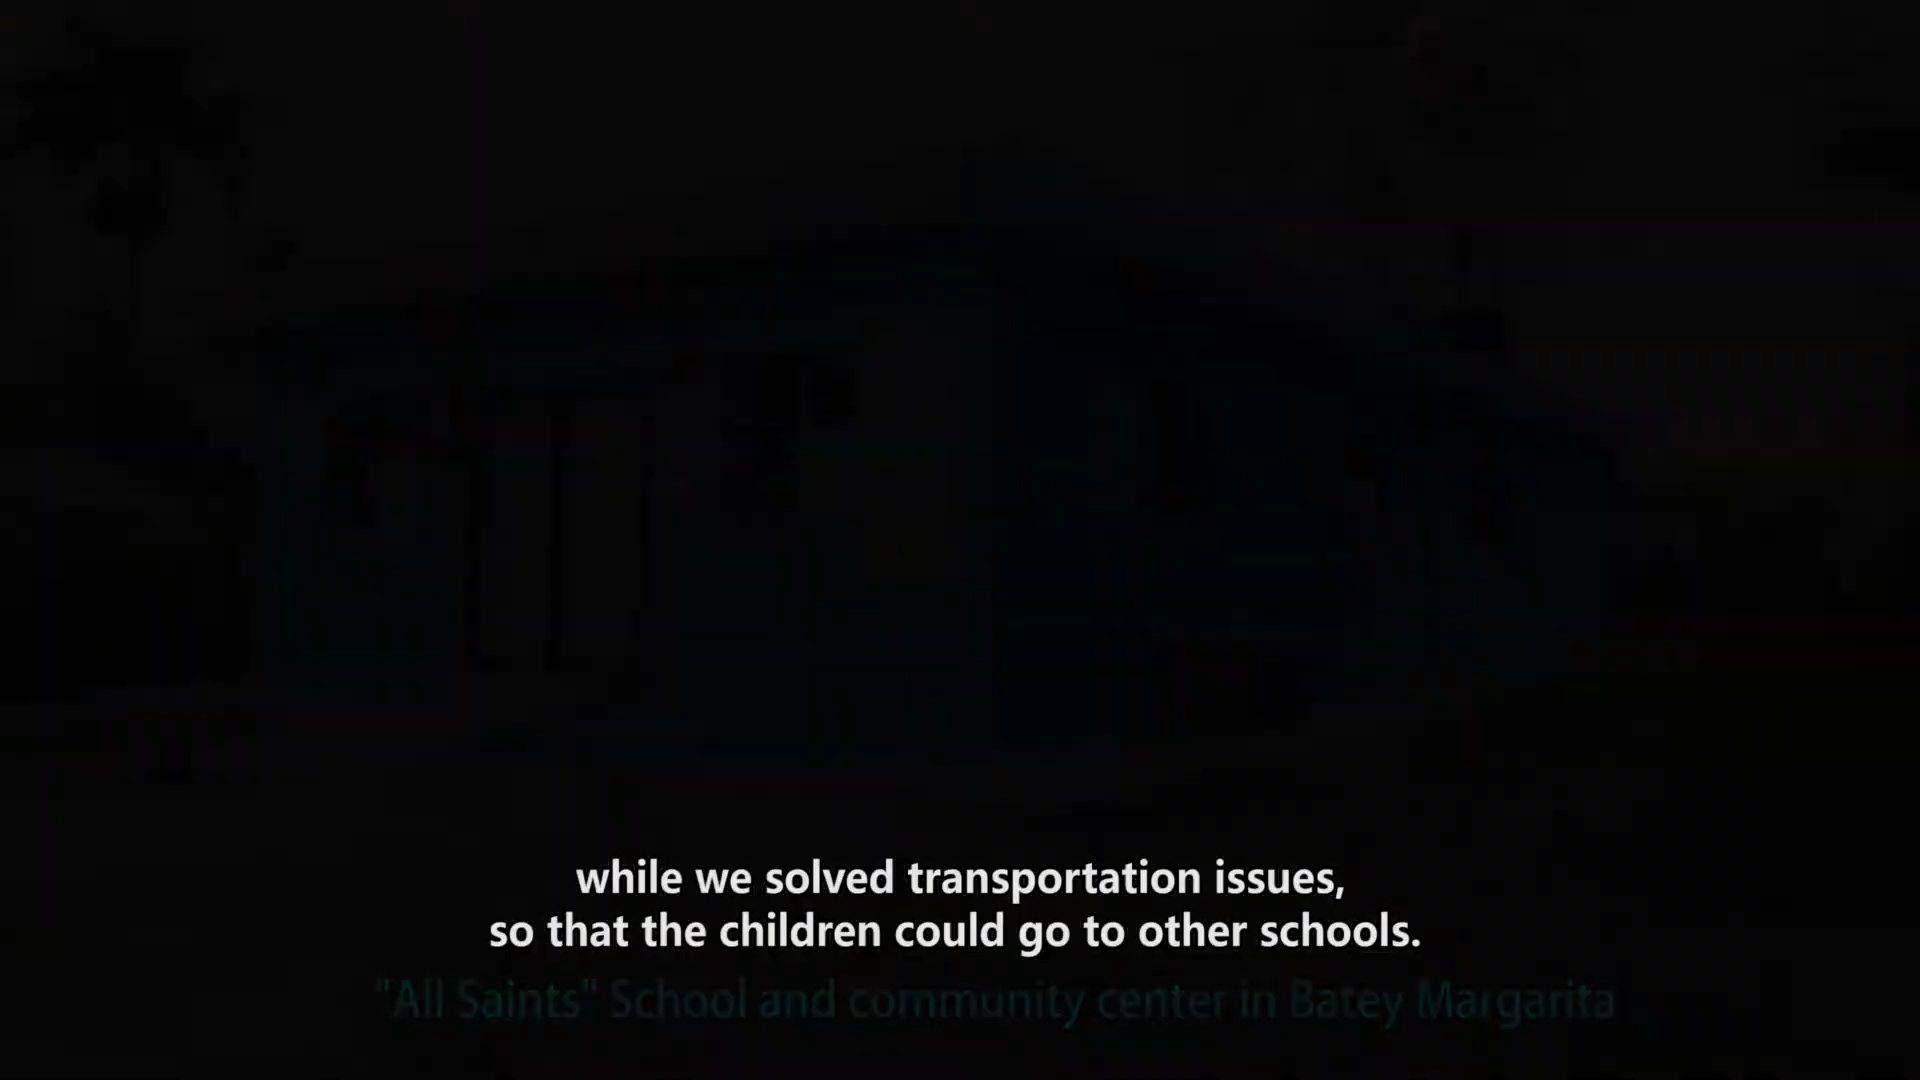 while we solved transportation issues,
so that the children could go to other schools.
"All Saints" School and community center in Batey Margarita